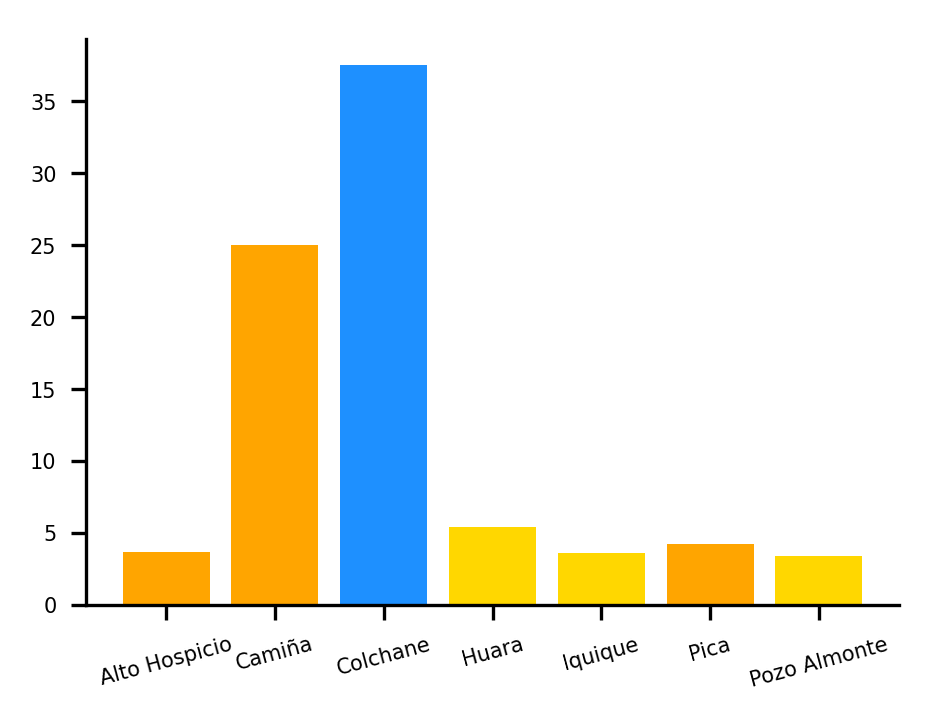 35
30
25
20
15
10
5
0
Alto Hospicio
Camiña
Colchane
Huara
Iquique
Pica
Pozo Almonte